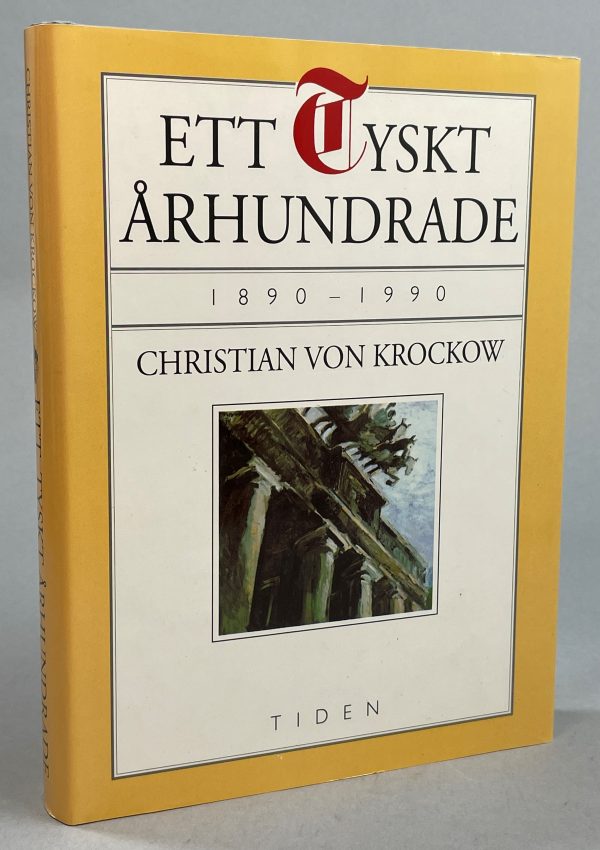 ETT TYSKT
ÅRHUNDRADE
1890–1990
CHRISTIAN VON KROCKOW
TIDEN
CHRISTIAN VON KROCKOW ETT TYSKT ÅRHUNDRADE